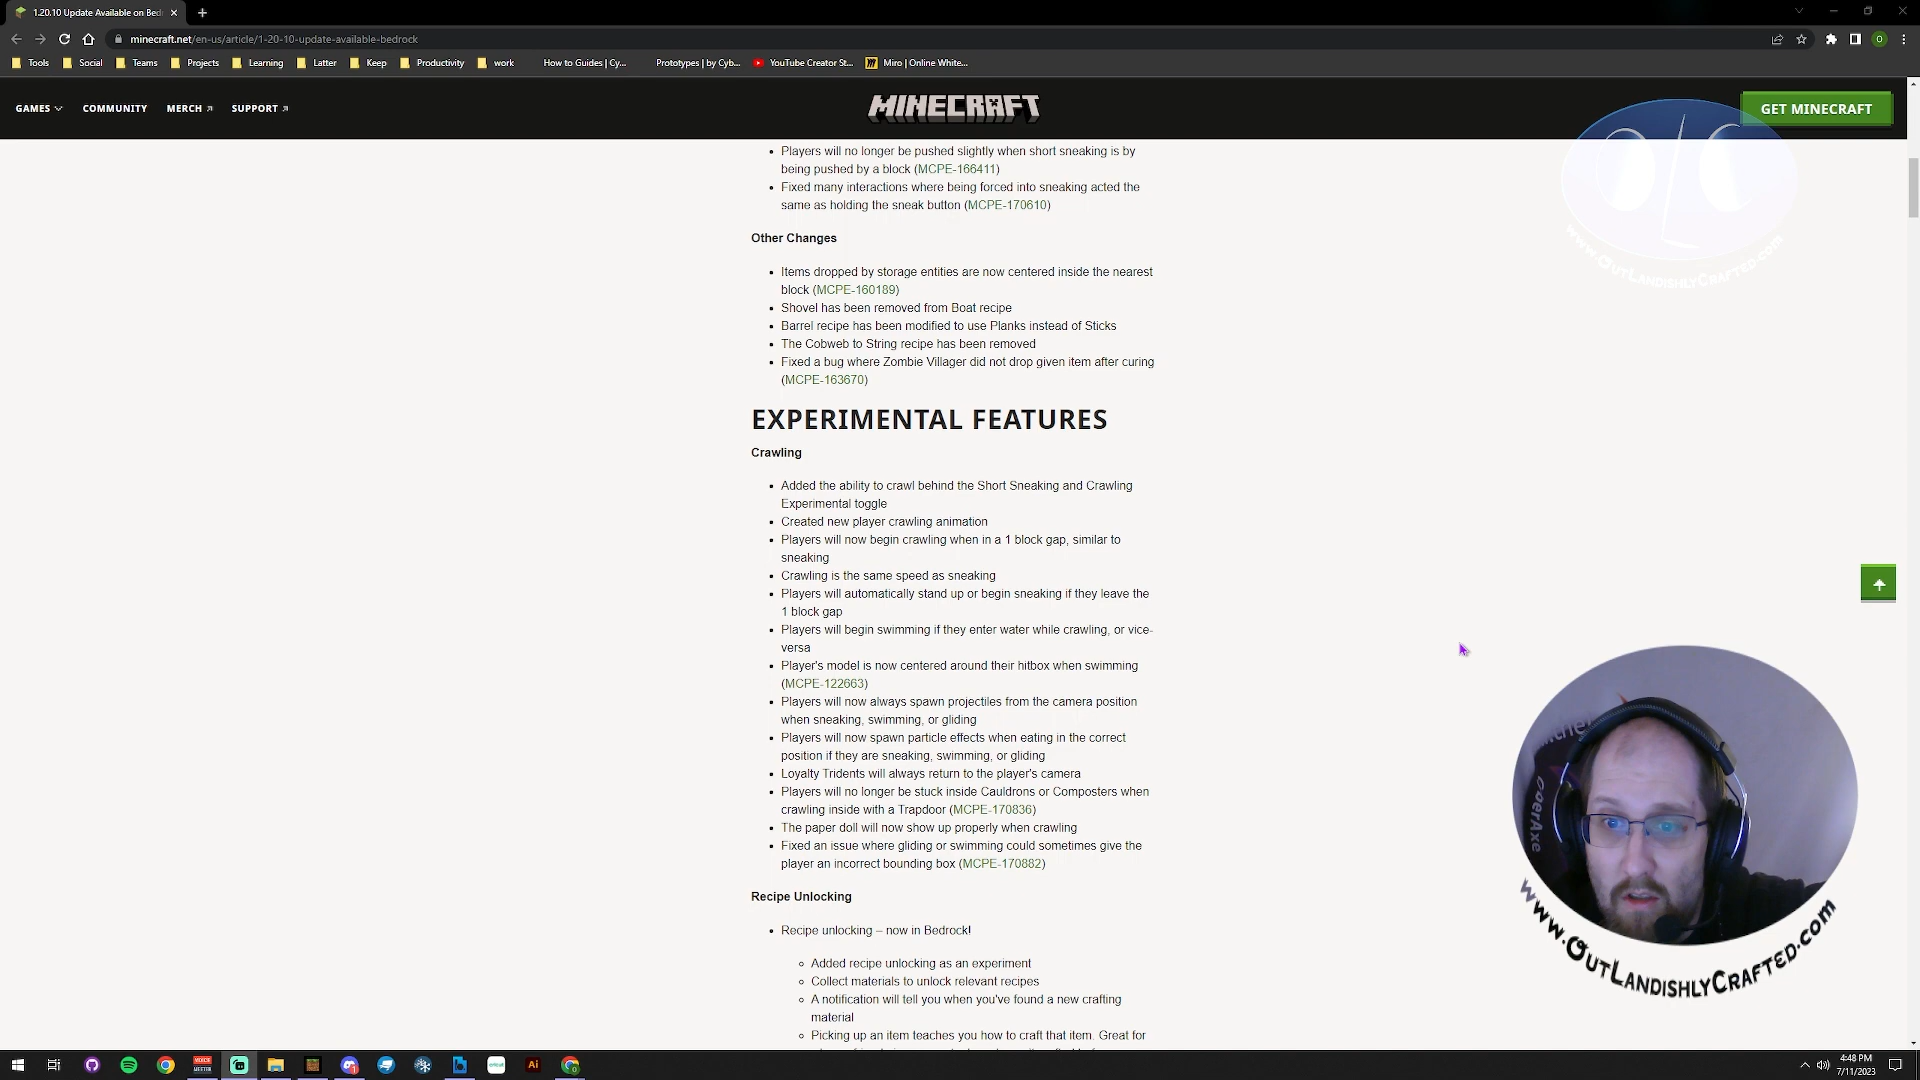 1.20.10 Update Available on Bed
minecraft.net/en-us/article/1-20-10-update-available-bedrock
Tools
Social
Teams
Projects
Learning
Latter
Keep
Productivity
work
How to Guides | Cy...
Prototypes | by Cyb...
YouTube Creator St...
Miro | Online White...
GAMES
COMMUNITY
MERCH
SUPPORT
MINECRAFT
GET MINECRAFT
www.OutLandishlyCrafted.com
• Players will no longer be pushed slightly when short sneaking is by
being pushed by a block (MCPE-166411)
• Fixed many interactions where being forced into sneaking acted the
same as holding the sneak button (MCPE-170610)
Other Changes
• Items dropped by storage entities are now centered inside the nearest
block (MCPE-160189)
• Shovel has been removed from Boat recipe
• Barrel recipe has been modified to use Planks instead of Sticks
• The Cobweb to String recipe has been removed
• Fixed a bug where Zombie Villager did not drop given item after curing
(MCPE-163670)
EXPERIMENTAL FEATURES
Crawling
• Added the ability to crawl behind the Short Sneaking and Crawling
Experimental toggle
• Created new player crawling animation
• Players will now begin crawling when in a 1 block gap, similar to
sneaking
• Crawling is the same speed as sneaking
• Players will automatically stand up or begin sneaking if they leave the
1 block gap
• Players will begin swimming if they enter water while crawling, or vice-
versa
• Player's model is now centered around their hitbox when swimming
(MCPE-122663)
• Players will now always spawn projectiles from the camera position
when sneaking, swimming, or gliding
• Players will now spawn particle effects when eating in the correct
position if they are sneaking, swimming, or gliding
• Loyalty Tridents will always return to the player's camera
• Players will no longer be stuck inside Cauldrons or Composters when
crawling inside with a Trapdoor (MCPE-170836)
• The paper doll will now show up properly when crawling
• Fixed an issue where gliding or swimming could sometimes give the
player an incorrect bounding box (MCPE-170882)
Recipe Unlocking
• Recipe unlocking – now in Bedrock!
◦ Added recipe unlocking as an experiment
◦ Collect materials to unlock relevant recipes
◦ A notification will tell you when you've found a new crafting
material
◦ Picking up an item teaches you how to craft that item. Great for
www.OutLandishlyCrafted.com
Ai
4:48 PM
7/11/2023